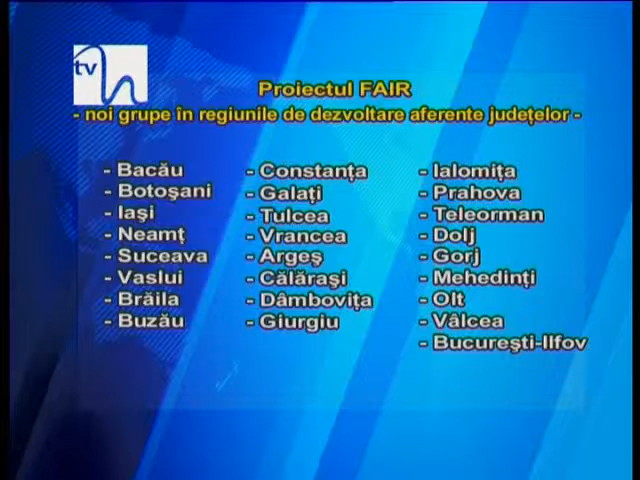 tv h
Proiectul FAIR
- noi grupe în regiunile de dezvoltare aferente judeţelor -
- Bacău
- Botoşani
- Iaşi
- Neamţ
- Suceava
- Vaslui
- Brăila
- Buzău
- Constanţa
- Galaţi
- Tulcea
- Vrancea
- Argeş
- Călăraşi
- Dâmboviţa
- Giurgiu
- Ialomiţa
- Prahova
- Teleorman
- Dolj
- Gorj
- Mehedinţi
- Olt
- Vâlcea
- Bucureşti-Ilfov